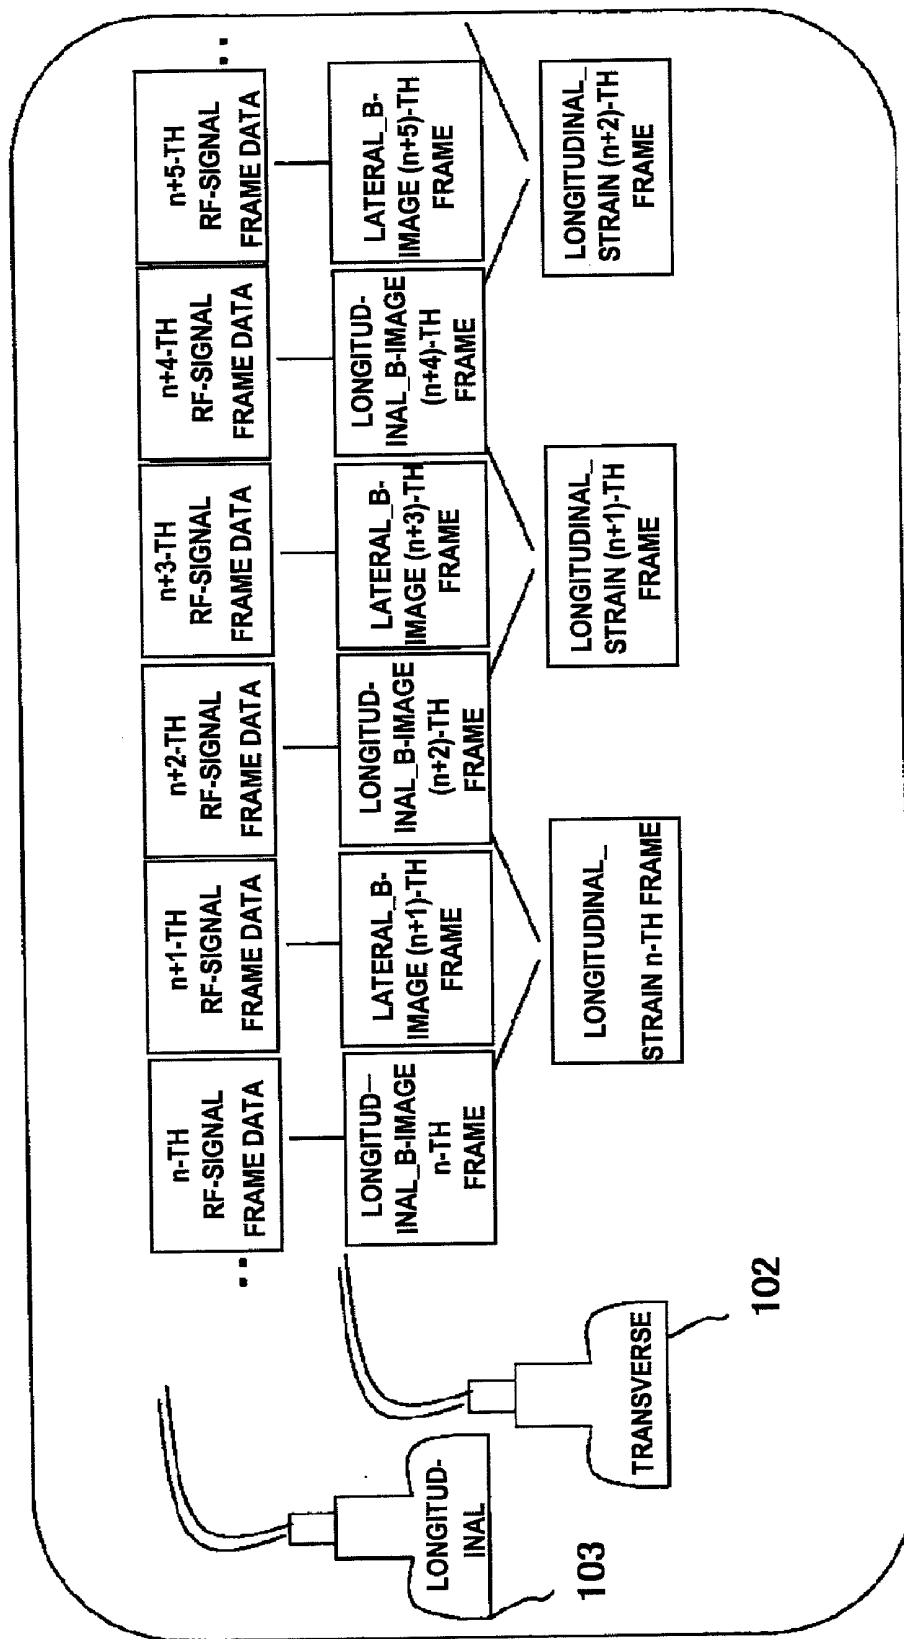 n-TH
RF-SIGNAL
FRAME DATA
n+1-TH
RF-SIGNAL
FRAME DATA
n+2-TH
RF-SIGNAL
FRAME DATA
n+3-TH
RF-SIGNAL
FRAME DATA
n+4-TH
RF-SIGNAL
FRAME DATA
n+5-TH
RF-SIGNAL
FRAME DATA
LONGITUD-
INAL_B-IMAGE
n-TH
FRAME
LATERAL_B-
IMAGE (n+1)-TH
FRAME
LONGITUD-
INAL_B-IMAGE
(n+2)-TH
FRAME
LATERAL_B-
IMAGE (n+3)-TH
FRAME
LONGITUD-
INAL_B-IMAGE
(n+4)-TH
FRAME
LATERAL_B-
IMAGE (n+5)-TH
FRAME
LONGITUDINAL_
STRAIN n-TH FRAME
LONGITUDINAL_
STRAIN (n+1)-TH
FRAME
LONGITUDINAL_
STRAIN (n+2)-TH
FRAME
LONGITUD-
INAL
103
TRANSVERSE
102